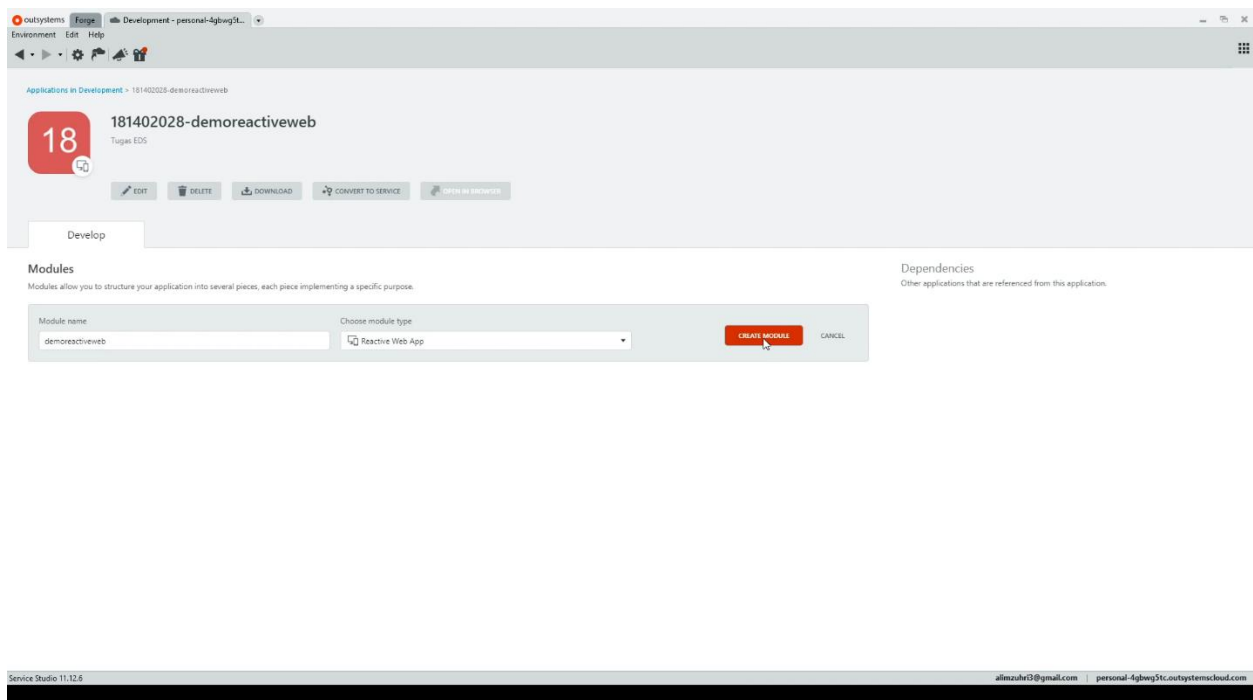 outsystems Forge Development - personal-4gbwg5t...
Environment Edit Help
Applications in Development > 181402028-demoreactiveweb
18
181402028-demoreactiveweb
Tugas EDS
EDIT DELETE DOWNLOAD CONVERT TO SERVICE OPEN IN BROWSER
Develop
Modules
Modules allow you to structure your application into several pieces, each piece implementing a specific purpose.
Dependencies
Other applications that are referenced from this application.
Module name Choose module type
demoreactiveweb Reactive Web App CREATE MODULE CANCEL
Service Studio 11.12.6 alimzuhri3@gmail.com | personal-4gbwg5tc.outsystemscloud.com